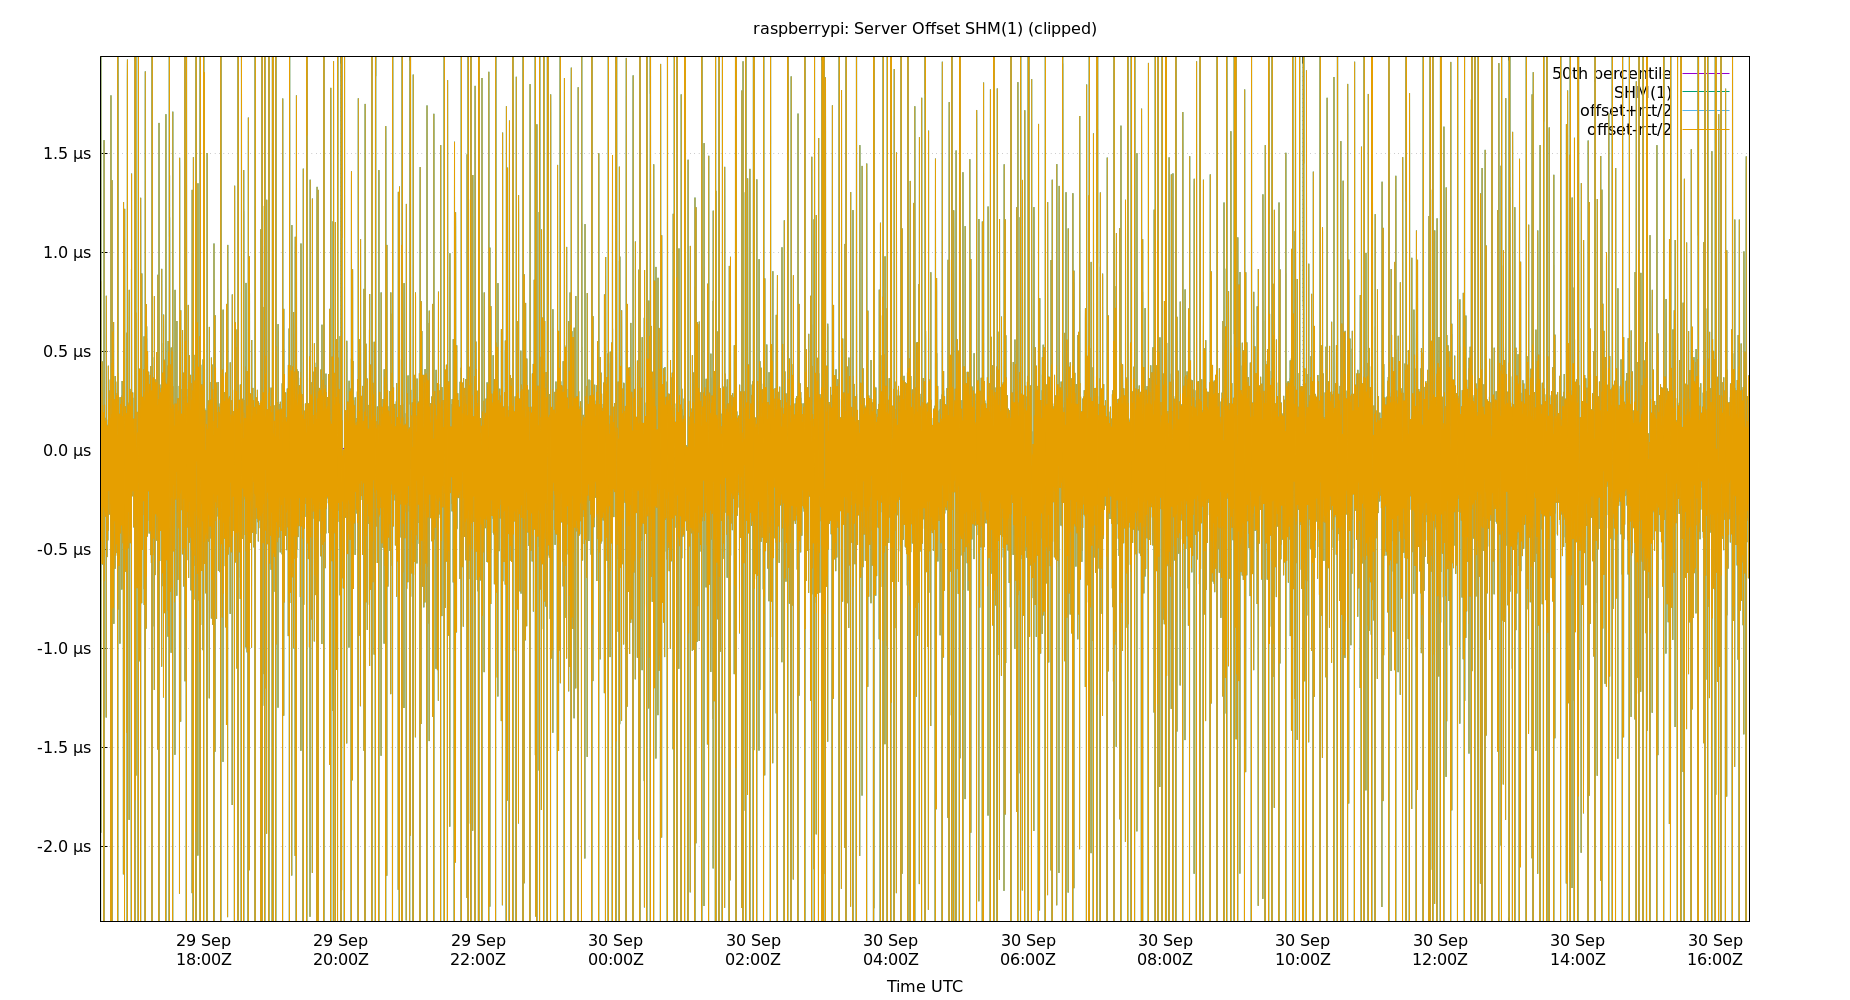 raspberrypi: Server Offset SHM(1) (clipped)
50th percentile
SHM(1)
offset+rtt/2
offset-rtt/2
1.5 µs
1.0 µs
0.5 µs
0.0 µs
-0.5 µs
-1.0 µs
-1.5 µs
-2.0 µs
29 Sep 29 Sep 29 Sep 30 Sep 30 Sep 30 Sep 30 Sep 30 Sep 30 Sep 30 Sep 30 Sep 30 Sep
18:00Z 20:00Z 22:00Z 00:00Z 02:00Z 04:00Z 06:00Z 08:00Z 10:00Z 12:00Z 14:00Z 16:00Z
Time UTC